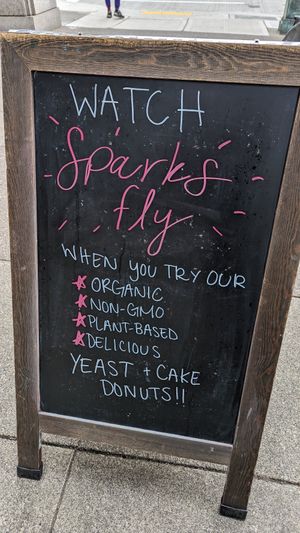 WATCH
Sparks
fly
WHEN YOU TRY OUR
* ORGANIC
* NON-GMO
* PLANT-BASED
* DELICIOUS
YEAST + CAKE
DONUTS!!